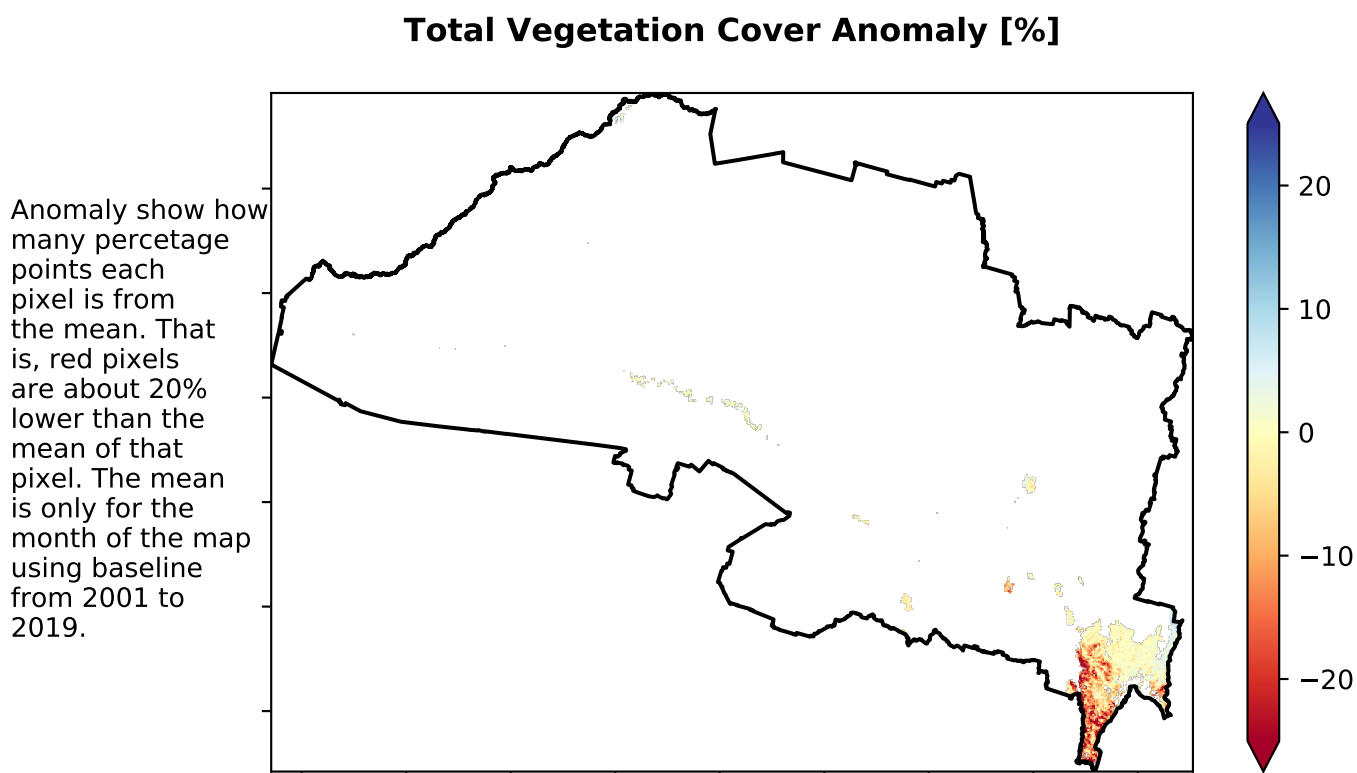 Total Vegetation Cover Anomaly [%]
Anomaly show how
many percetage
points each
pixel is from
the mean. That
is, red pixels
are about 20%
lower than the
mean of that
pixel. The mean
is only for the
month of the map
using baseline
from 2001 to
2019.
20
10
0
−10
−20